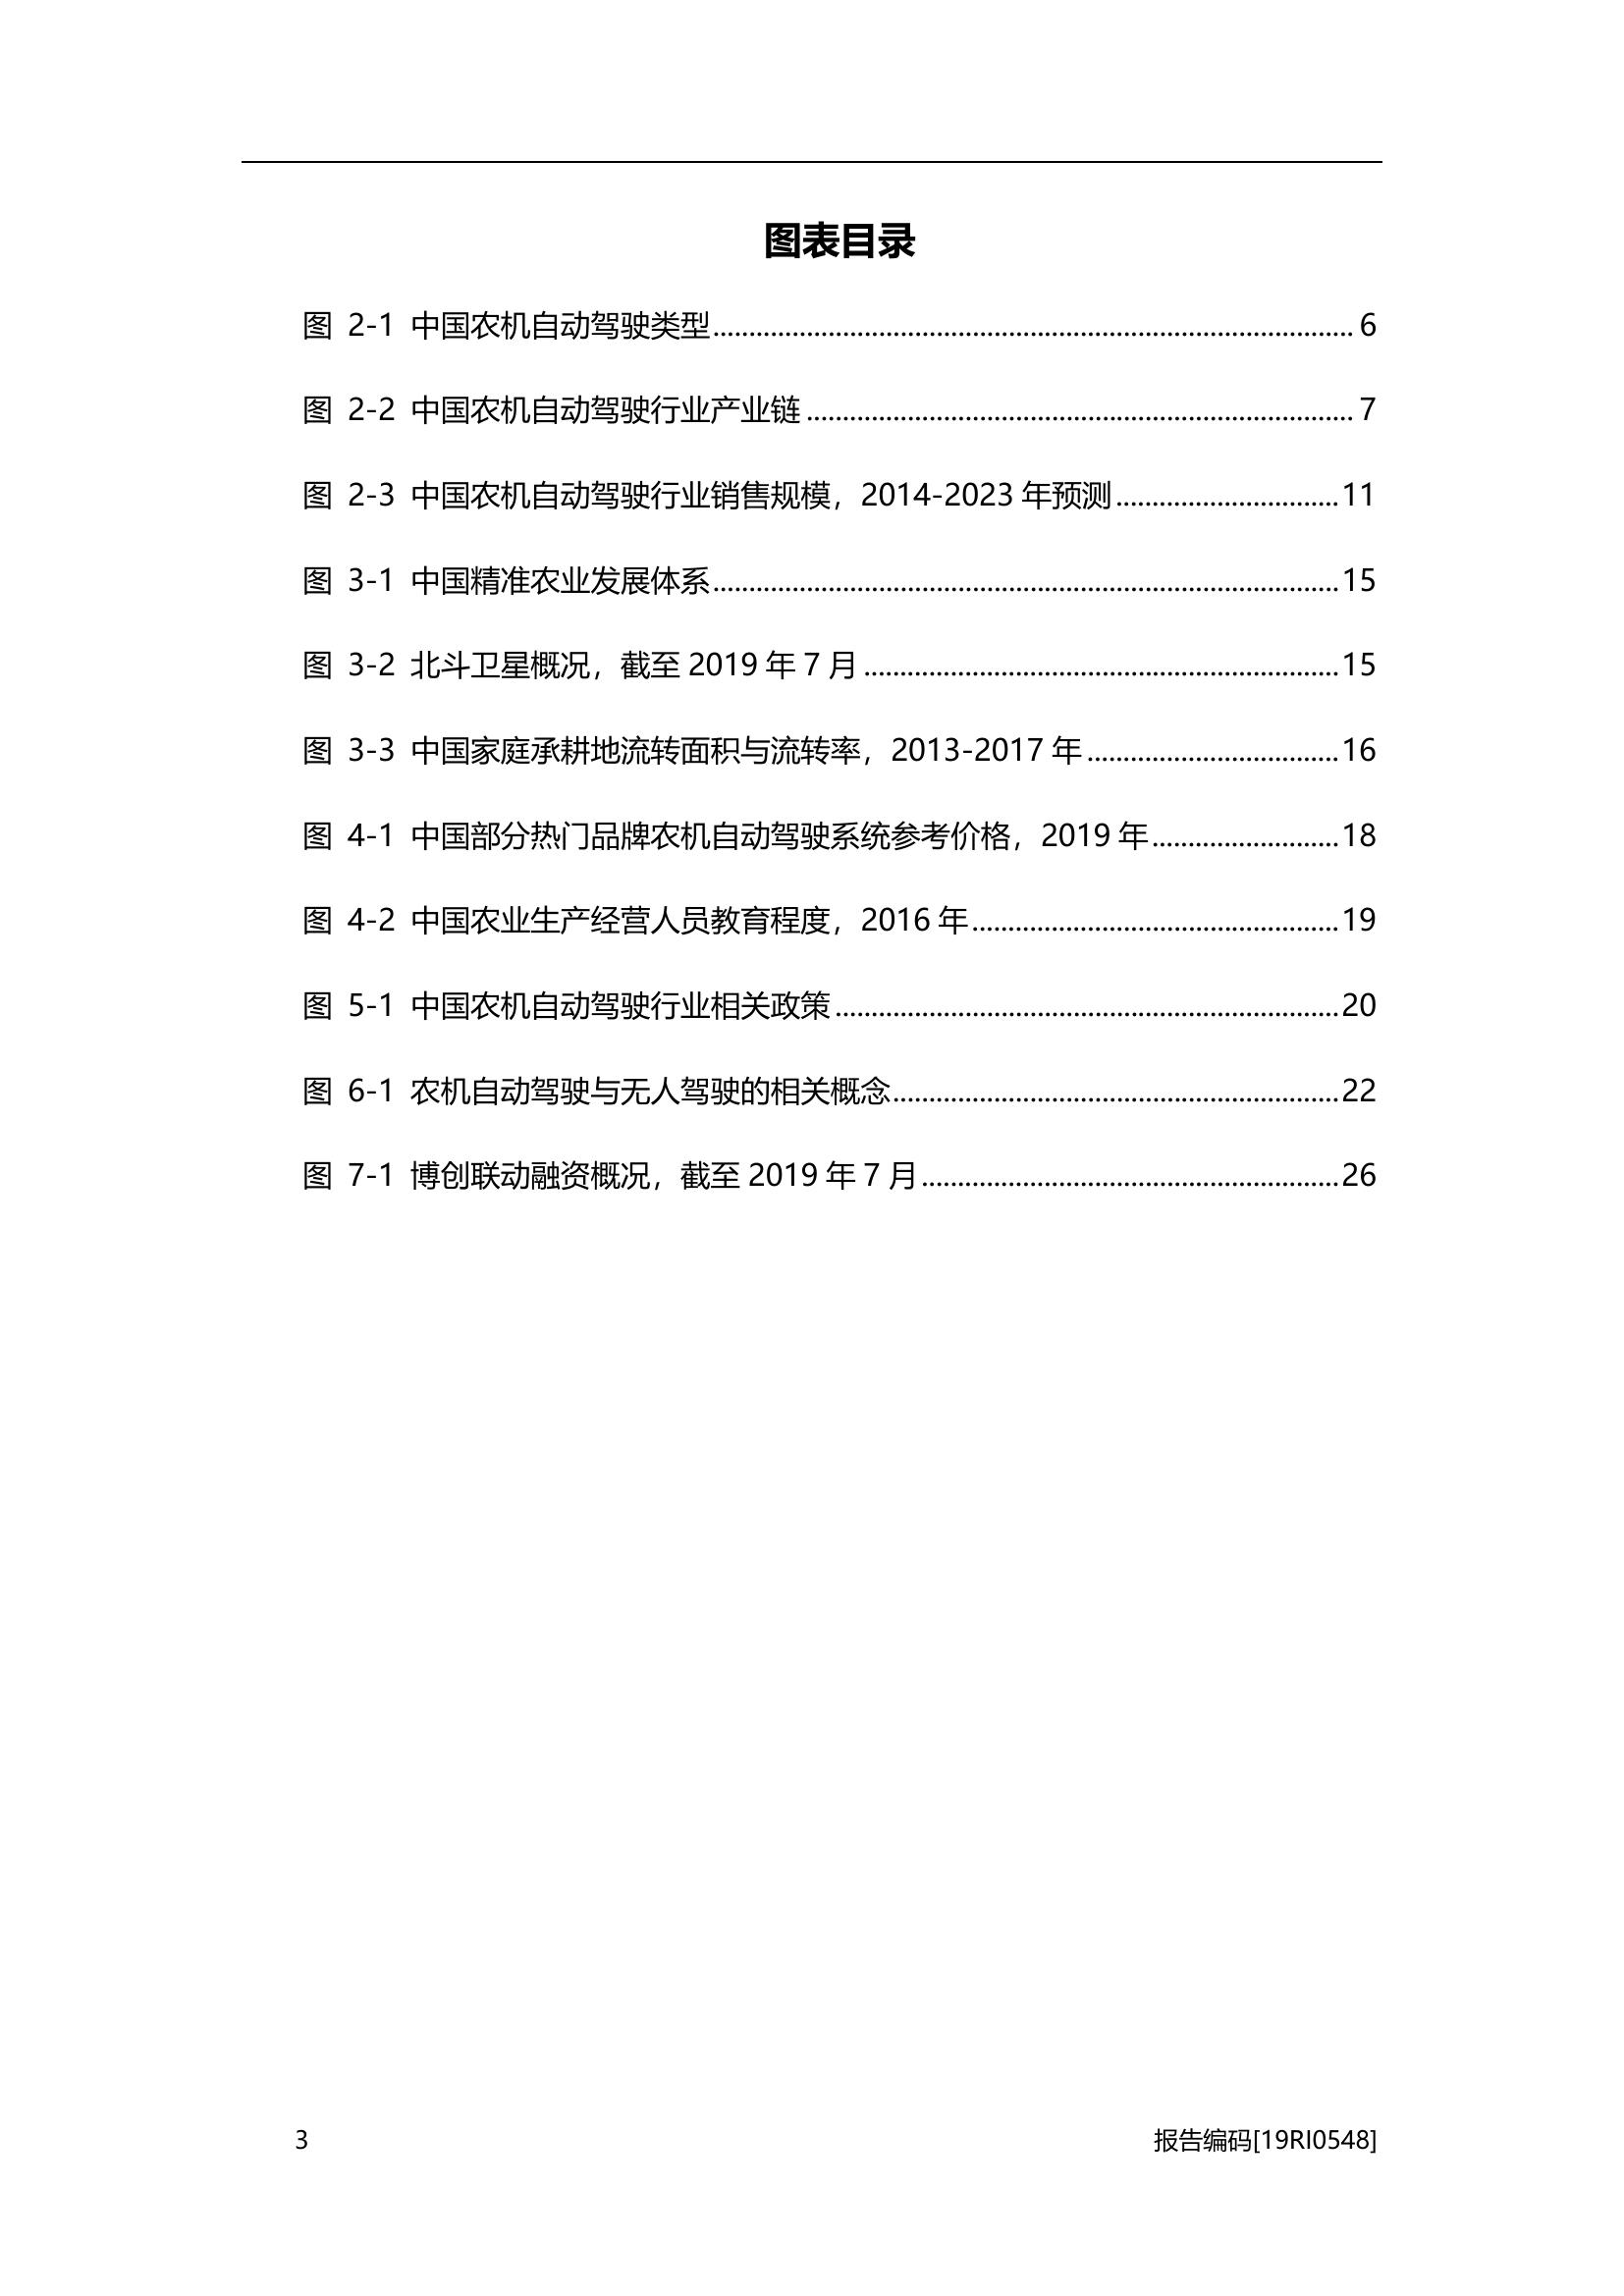 图表目录
图 2-1 中国农机自动驾驶类型........................................................................................ 6
图 2-2 中国农机自动驾驶行业产业链........................................................................... 7
图 2-3 中国农机自动驾驶行业销售规模，2014-2023 年预测...............................11
图 3-1 中国精准农业发展体系......................................................................................15
图 3-2 北斗卫星概况，截至 2019 年 7 月.................................................................15
图 3-3 中国家庭承耕地流转面积与流转率，2013-2017 年..................................16
图 4-1 中国部分热门品牌农机自动驾驶系统参考价格，2019 年.........................18
图 4-2 中国农业生产经营人员教育程度，2016 年..................................................19
图 5-1 中国农机自动驾驶行业相关政策.....................................................................20
图 6-1 农机自动驾驶与无人驾驶的相关概念.............................................................22
图 7-1 博创联动融资概况，截至 2019 年 7 月.........................................................26
3 报告编码[19RI0548]